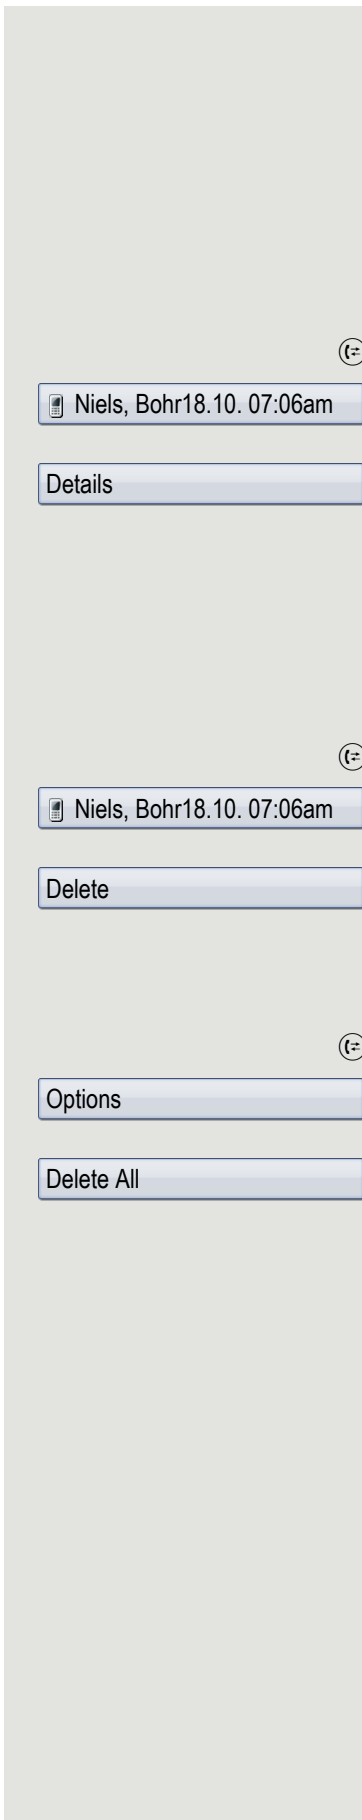 Niels, Bohr18.10. 07:06am
Details
Niels, Bohr18.10. 07:06am
Delete
Options
Delete All